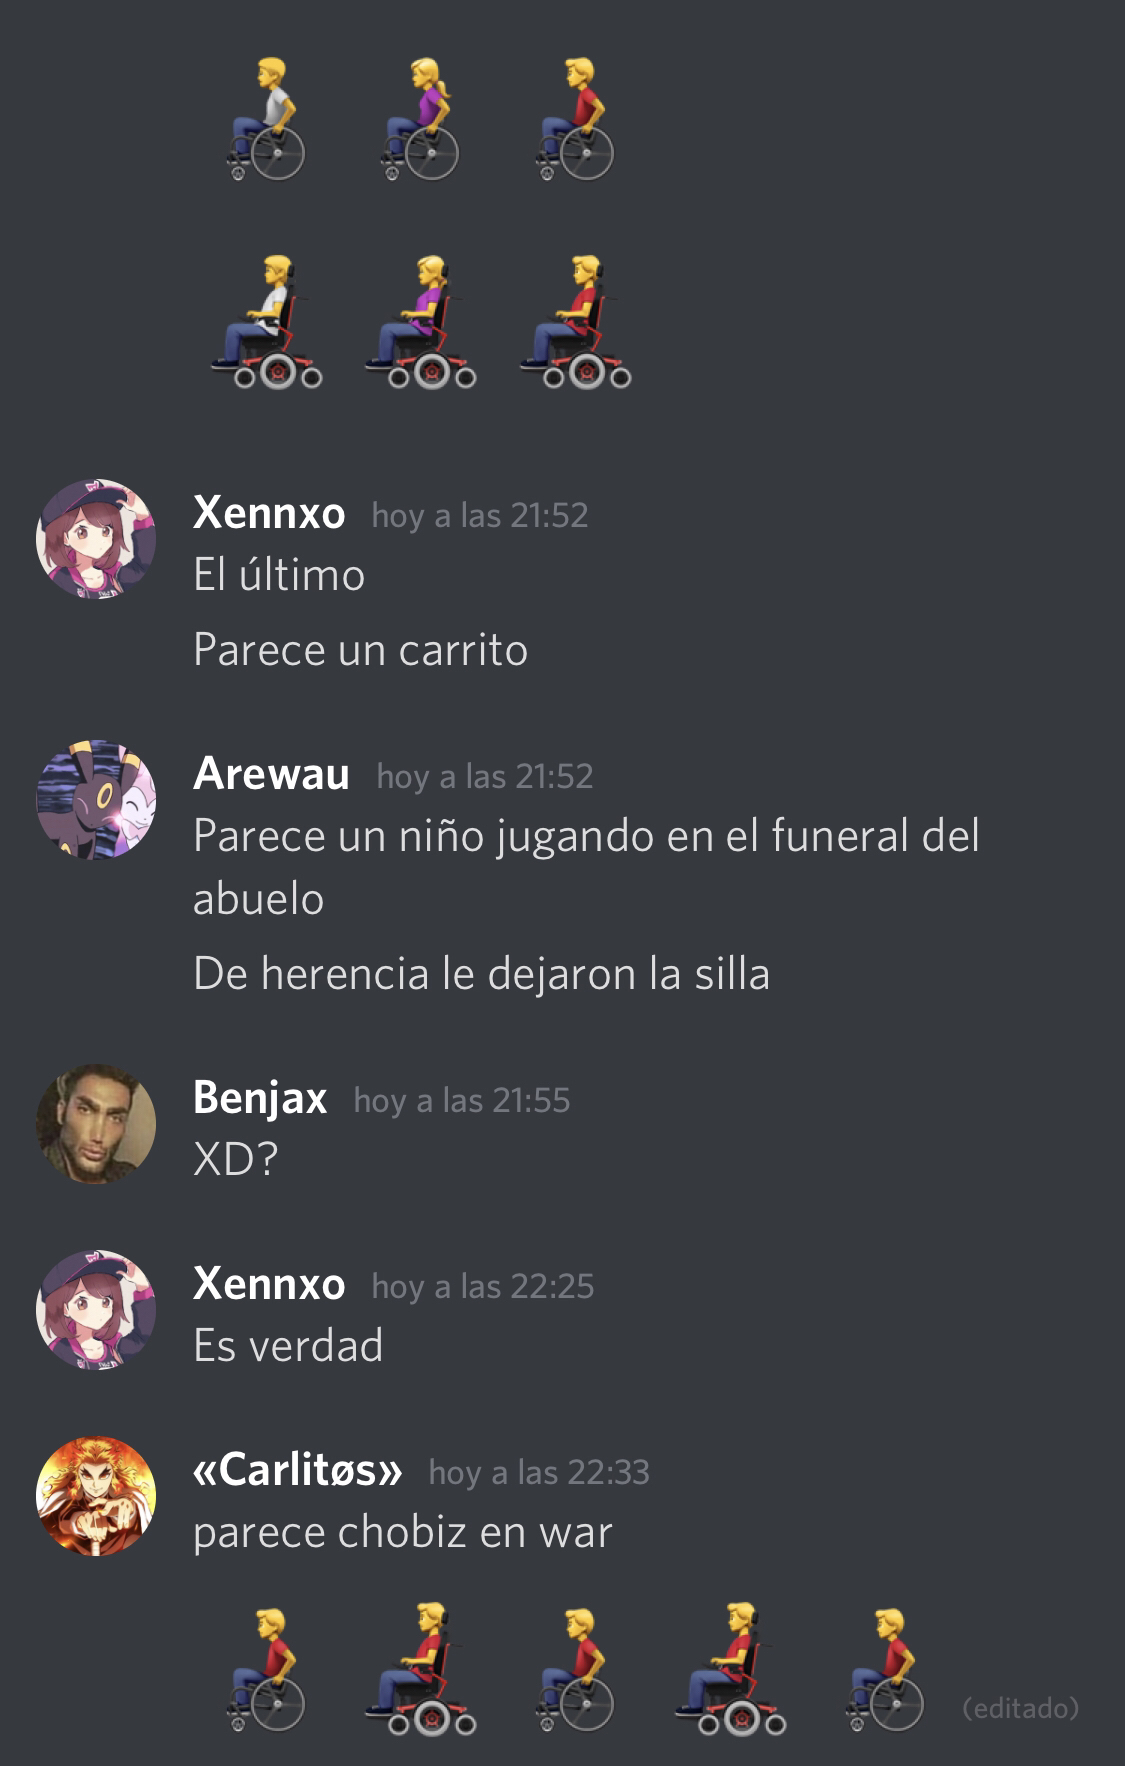 Xennxo hoy a las 21:52
El último
Parece un carrito
Arewau hoy a las 21:52
Parece un niño jugando en el funeral del
abuelo
De herencia le dejaron la silla
Benjax hoy a las 21:55
XD?
Xennxo hoy a las 22:25
Es verdad
«Carlitøs» hoy a las 22:33
parece chobiz en war
(editado)